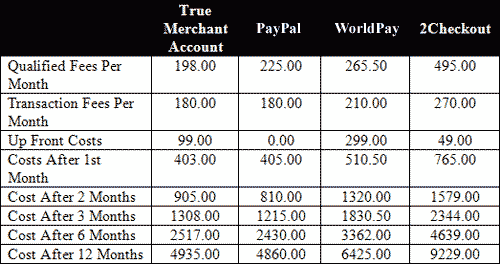 True Merchant Account PayPal WorldPay 2Checkout
Qualified Fees Per Month 198.00 225.00 265.50 495.00
Transaction Fees Per Month 180.00 180.00 210.00 270.00
Up Front Costs 99.00 0.00 299.00 49.00
Costs After 1st Month 403.00 405.00 510.50 765.00
Cost After 2 Months 905.00 810.00 1320.00 1579.00
Cost After 3 Months 1308.00 1215.00 1830.50 2344.00
Cost After 6 Months 2517.00 2430.00 3362.00 4639.00
Cost After 12 Months 4935.00 4860.00 6425.00 9229.00